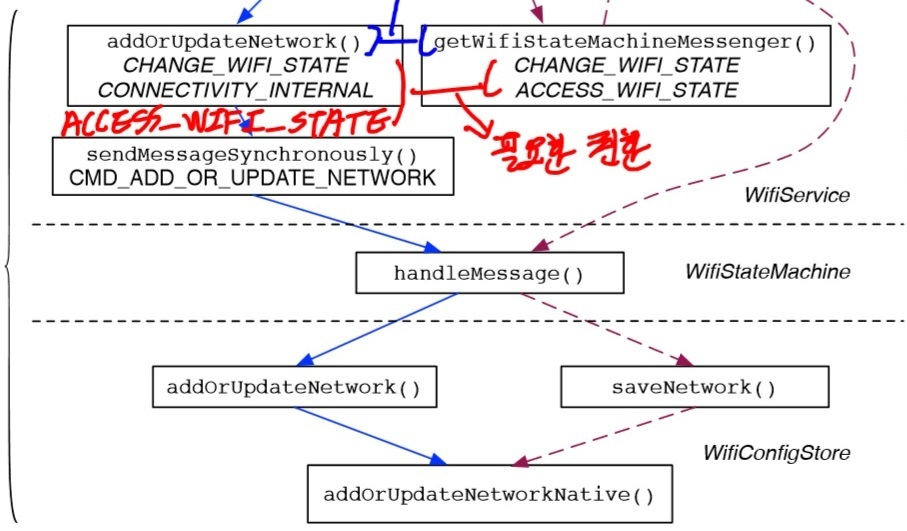 addOrUpdateNetwork()
CHANGE_WIFI_STATE
CONNECTIVITY_INTERNAL
ACCESS_WIFI_STATE
getWifiStateMachineMessenger()
CHANGE_WIFI_STATE
ACCESS_WIFI_STATE
필요한 권한
sendMessageSynchronously()
CMD_ADD_OR_UPDATE_NETWORK
WifiService
handleMessage()
WifiStateMachine
addOrUpdateNetwork()
saveNetwork()
WifiConfigStore
addOrUpdateNetworkNative()